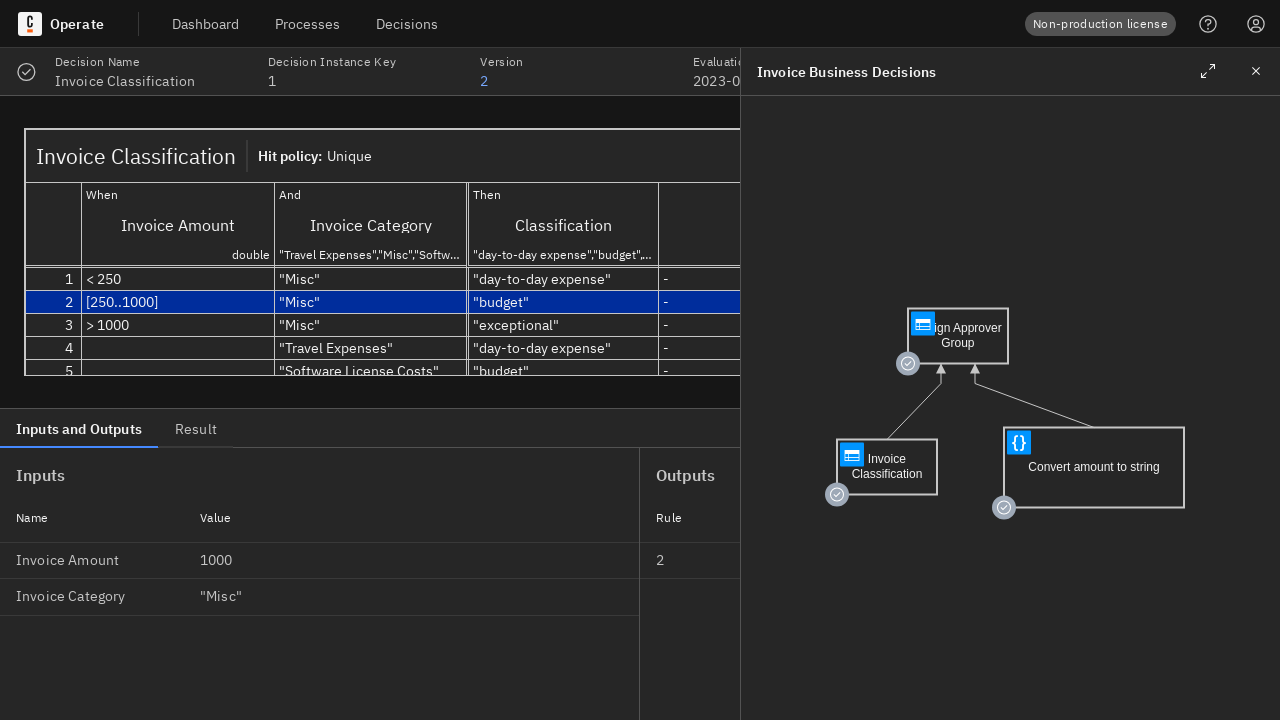 Operate
Dashboard
Processes
Decisions
Non-production license
Decision Name
Invoice Classification
Decision Instance Key
1
Version
2
2023-0
Invoice Business Decisions
Invoice Classification
Hit policy: Unique
When
And
Then
Invoice Amount
Invoice Category
Classification
double
"Travel Expenses","Misc","Softw...
"day-to-day expense","budget",...
1 < 250 "Misc" "day-to-day expense" -
2 [250..1000] "Misc" "budget" -
3 > 1000 "Misc" "exceptional" -
4 "Travel Expenses" "day-to-day expense" -
5 "Software License Costs" "budget" -
Inputs and Outputs
Result
Inputs
Name Value
Invoice Amount 1000
Invoice Category "Misc"
Outputs
Rule
2
ign Approver
Group
Invoice
Classification
Convert amount to string